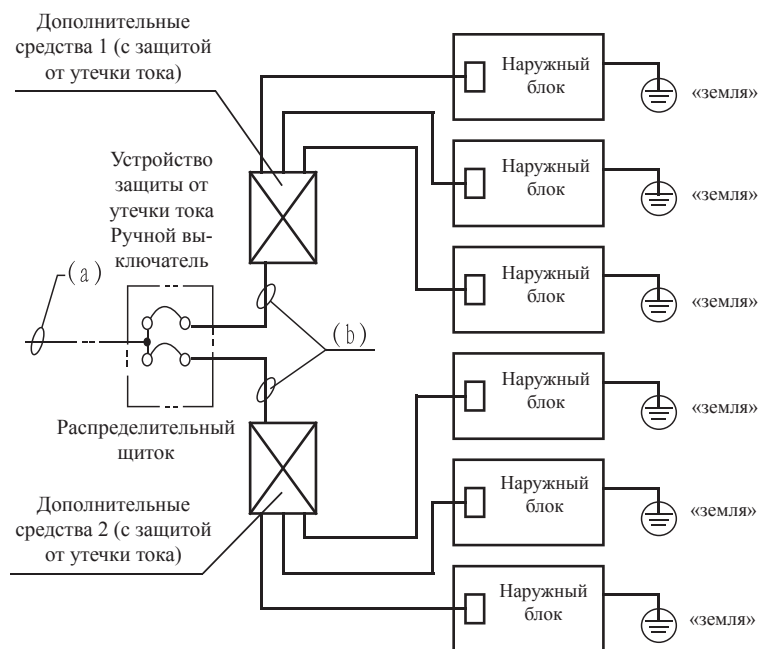 Дополнительные
средства 1 (с защитой
от утечки тока)
Устройство
защиты от
утечки тока
Ручной вы-
ключатель
(a)
(b)
Распределительный
щиток
Дополнительные
средства 2 (с защитой
от утечки тока)
Наружный
блок
«земля»
Наружный
блок
«земля»
Наружный
блок
«земля»
Наружный
блок
«земля»
Наружный
блок
«земля»
Наружный
блок
«земля»